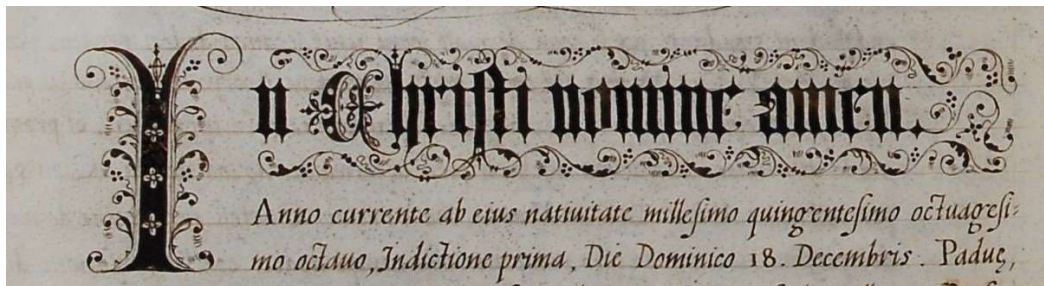 In Christi nomine amen.
Anno currente ab eius natiuitate millesimo quingentesimo octuagesi-
mo octauo, Indictione prima, Die Dominico 18. Decembris. Paduę,